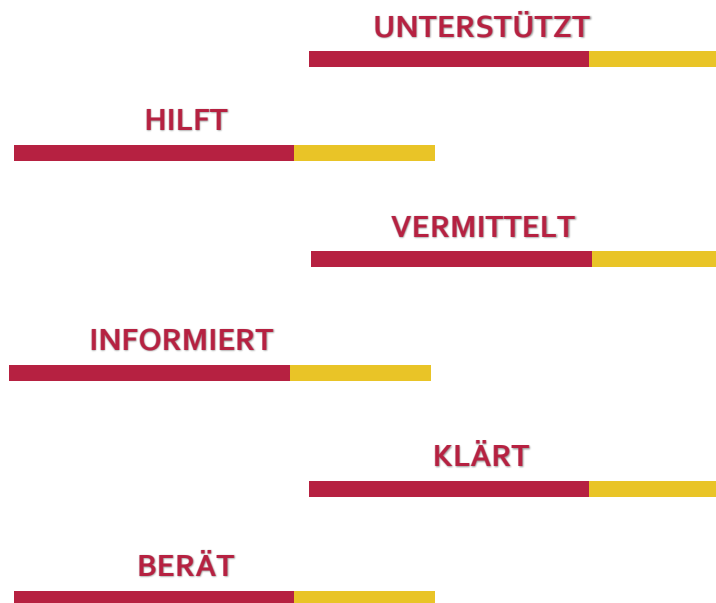 UNTERSTÜTZT
HILFT
VERMITTELT
INFORMIERT
KLÄRT
BERÄT